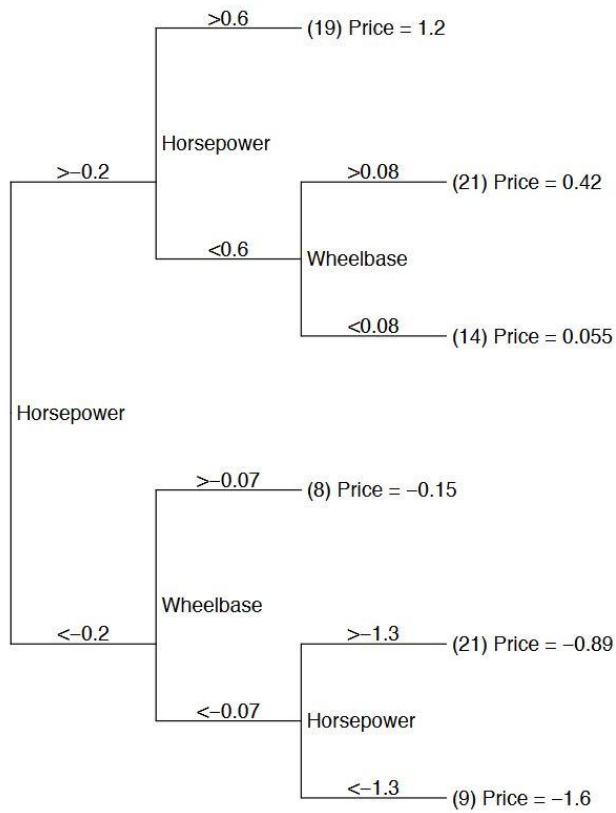 >0.6
(19) Price = 1.2
Horsepower
>−0.2
>0.08
(21) Price = 0.42
<0.6
Wheelbase
<0.08
(14) Price = 0.055
Horsepower
>−0.07
(8) Price = −0.15
Wheelbase
<−0.2
>−1.3
(21) Price = −0.89
<−0.07
Horsepower
<−1.3
(9) Price = −1.6